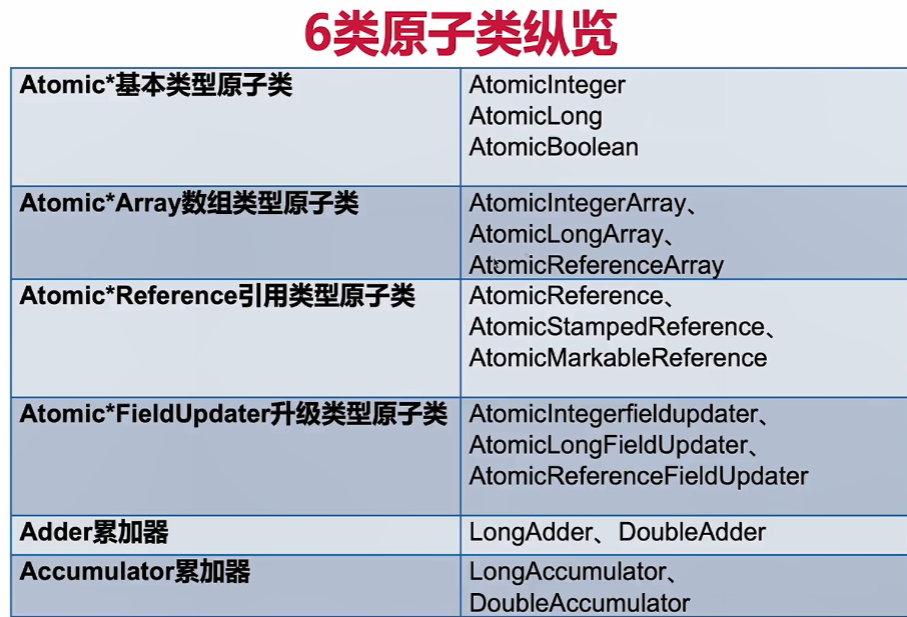 6类原子类纵览
Atomic*基本类型原子类
AtomicInteger
AtomicLong
AtomicBoolean
Atomic*Array数组类型原子类
AtomicIntegerArray、
AtomicLongArray、
AtomicReferenceArray
Atomic*Reference引用类型原子类
AtomicReference、
AtomicStampedReference、
AtomicMarkableReference
Atomic*FieldUpdater升级类型原子类
AtomicIntegerfieldupdater、
AtomicLongFieldUpdater、
AtomicReferenceFieldUpdater
Adder累加器
LongAdder、DoubleAdder
Accumulator累加器
LongAccumulator、
DoubleAccumulator